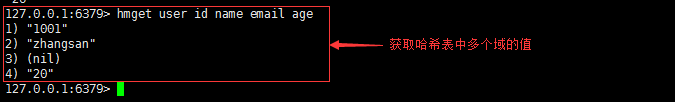 127.0.0.1:6379> hmget user id name email age
1) "1001"
2) "zhangsan"
3) (nil)
4) "20"
127.0.0.1:6379>
获取哈希表中多个域的值